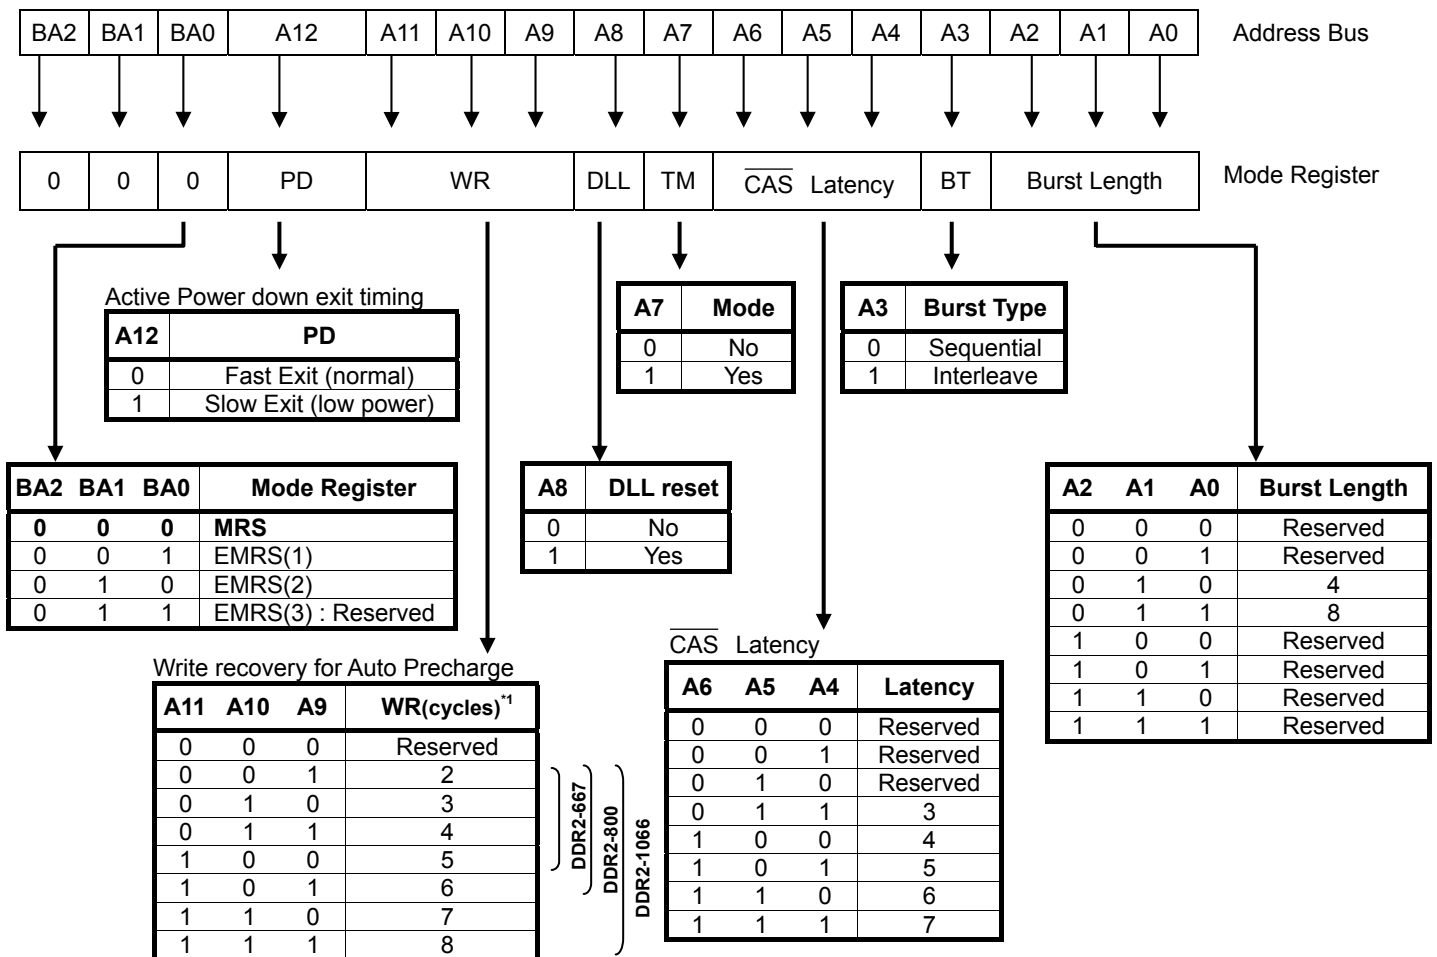 BA2 BA1 BA0 A12 A11 A10 A9 A8 A7 A6 A5 A4 A3 A2 A1 A0 Address Bus
0 0 0 PD WR DLL TM CAS Latency BT Burst Length Mode Register
Active Power down exit timing
A12 PD
0 Fast Exit (normal)
1 Slow Exit (low power)
A7 Mode
0 No
1 Yes
A3 Burst Type
0 Sequential
1 Interleave
BA2 BA1 BA0 Mode Register
0 0 0 MRS
0 0 1 EMRS(1)
0 1 0 EMRS(2)
0 1 1 EMRS(3) : Reserved
A8 DLL reset
0 No
1 Yes
A2 A1 A0 Burst Length
0 0 0 Reserved
0 0 1 Reserved
0 1 0 4
0 1 1 8
1 0 0 Reserved
1 0 1 Reserved
1 1 0 Reserved
1 1 1 Reserved
Write recovery for Auto Precharge
A11 A10 A9 WR(cycles)*1
0 0 0 Reserved
0 0 1 2
0 1 0 3
0 1 1 4
1 0 0 5
1 0 1 6
1 1 0 7
1 1 1 8
DDR2-667
DDR2-800
DDR2-1066
CAS Latency
A6 A5 A4 Latency
0 0 0 Reserved
0 0 1 Reserved
0 1 0 Reserved
0 1 1 3
1 0 0 4
1 0 1 5
1 1 0 6
1 1 1 7